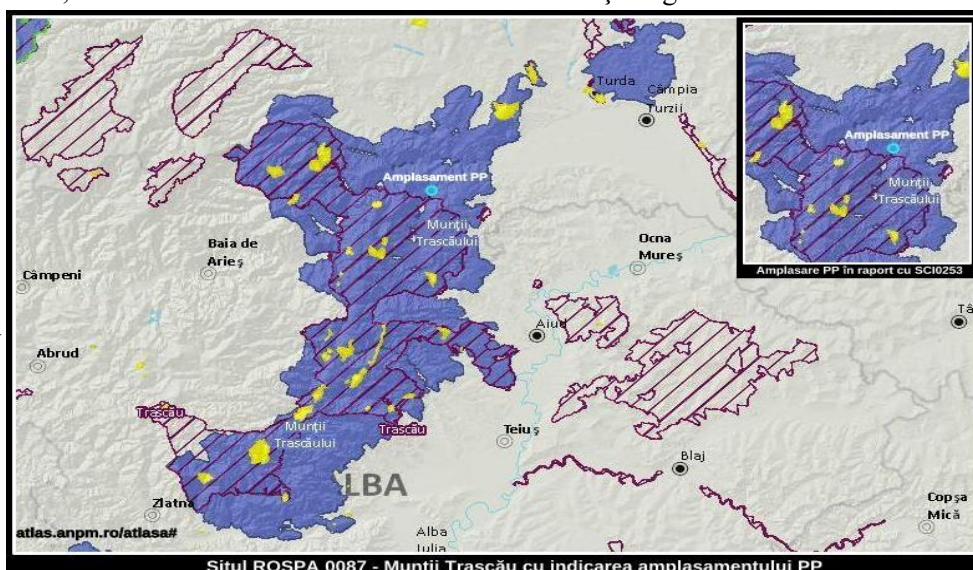 Turda
Câmpia
Turzii
Amplasament PP
Munții
Trascăului
Baia de
Arieș
Câmpeni
Ocna
Mureș
Aiud
Abrud
Trascău
Munții
Trascăului
Trascău
Teiuș
Blaj
LBA
Zlatna
Copșa
Mică
Alba
Iulia
atlas.anpm.ro/atlasa#
Amplasament PP
Munții
Trascăului
Amplasare PP în raport cu SCI0253
Situl ROSPA 0087 - Munții Trascău cu indicarea amplasamentului PP